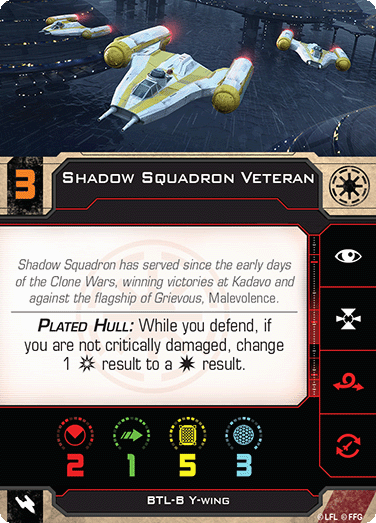 3
Shadow Squadron Veteran
Shadow Squadron has served since the early days
of the Clone Wars, winning victories at Kadavo and
against the flagship of Grievous, Malevolence.
Plated Hull: While you defend, if
you are not critically damaged, change
1 result to a result.
2 1 5 3
BTL-B Y-wing
© LFL © FFG